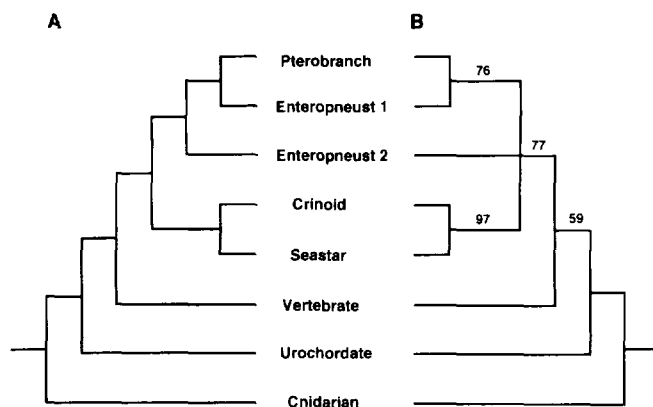 A B
Pterobranch
76
Enteropneust 1
Enteropneust 2
77
Crinoid
97
59
Seastar
Vertebrate
Urochordate
Cnidarian